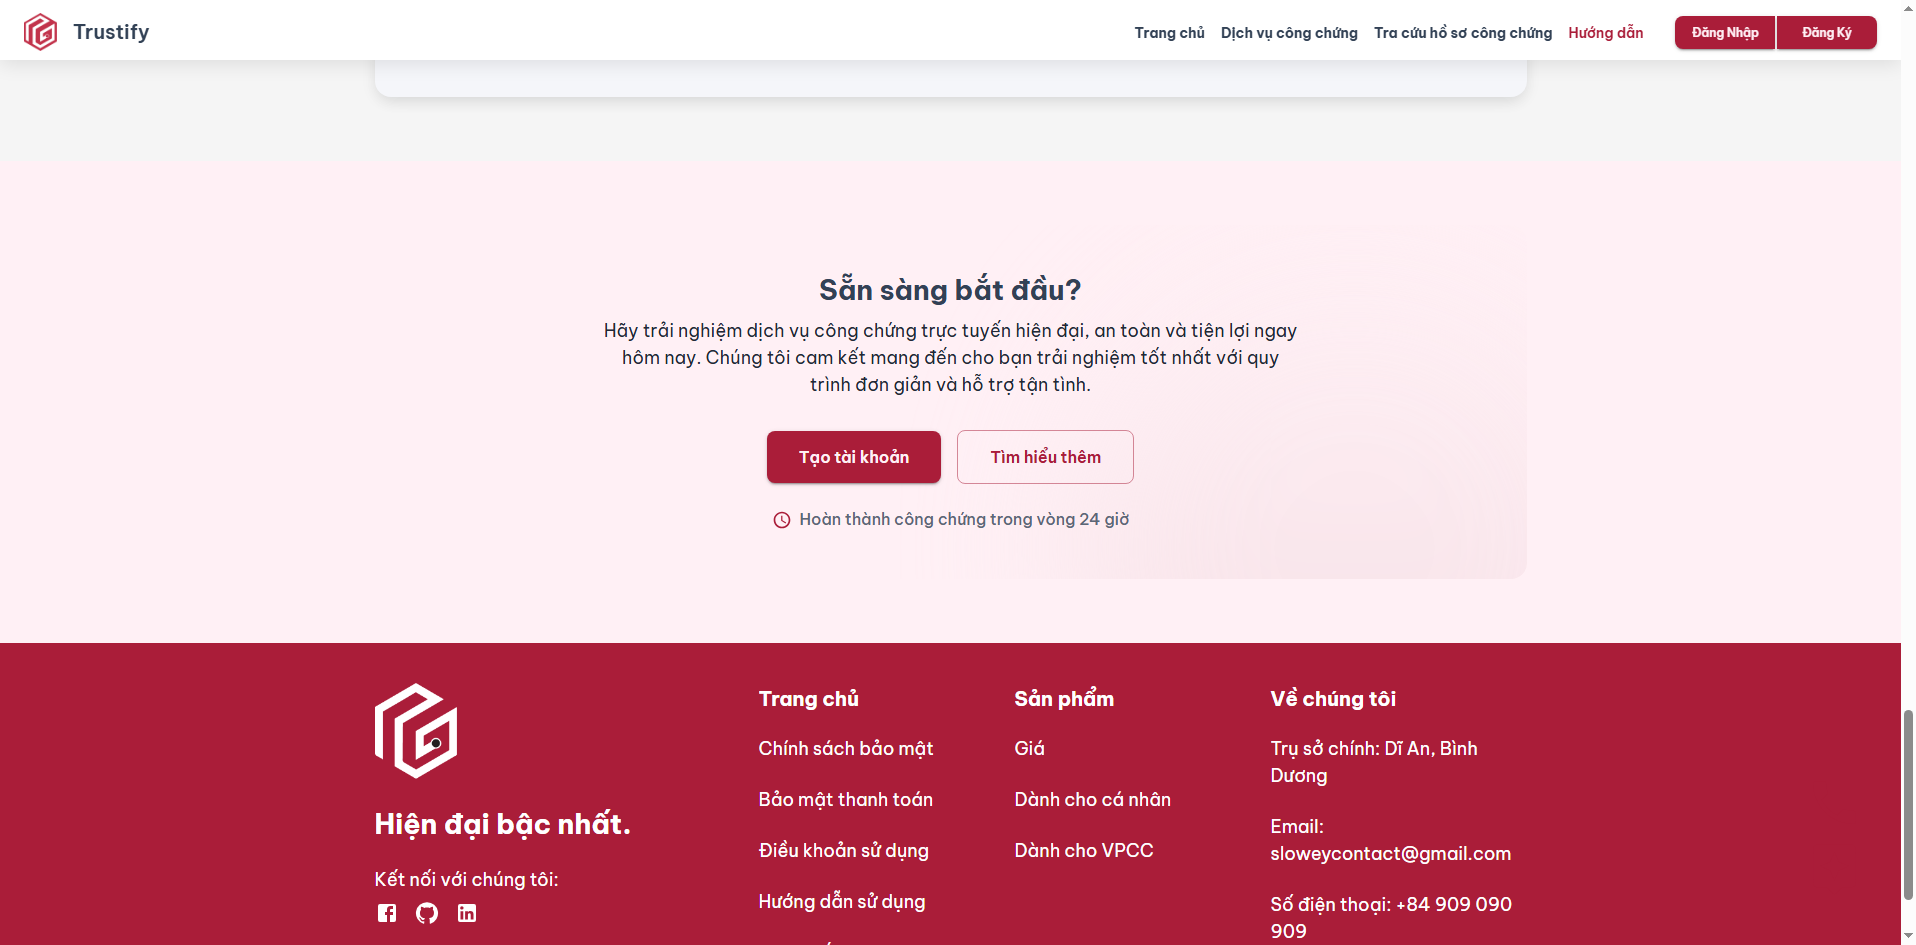 Trustify
Trang chủ
Dịch vụ công chứng
Tra cứu hồ sơ công chứng
Hướng dẫn
Đăng Nhập
Đăng Ký
Sẵn sàng bắt đầu?
Hãy trải nghiệm dịch vụ công chứng trực tuyến hiện đại, an toàn và tiện lợi ngay
hôm nay. Chúng tôi cam kết mang đến cho bạn trải nghiệm tốt nhất với quy
trình đơn giản và hỗ trợ tận tình.
Tạo tài khoản
Tìm hiểu thêm
Hoàn thành công chứng trong vòng 24 giờ
Hiện đại bậc nhất.
Kết nối với chúng tôi:
Trang chủ
Chính sách bảo mật
Bảo mật thanh toán
Điều khoản sử dụng
Hướng dẫn sử dụng
Sản phẩm
Giá
Dành cho cá nhân
Dành cho VPCC
Về chúng tôi
Trụ sở chính: Dĩ An, Bình
Dương
Email:
sloweycontact@gmail.com
Số điện thoại: +84 909 090
909